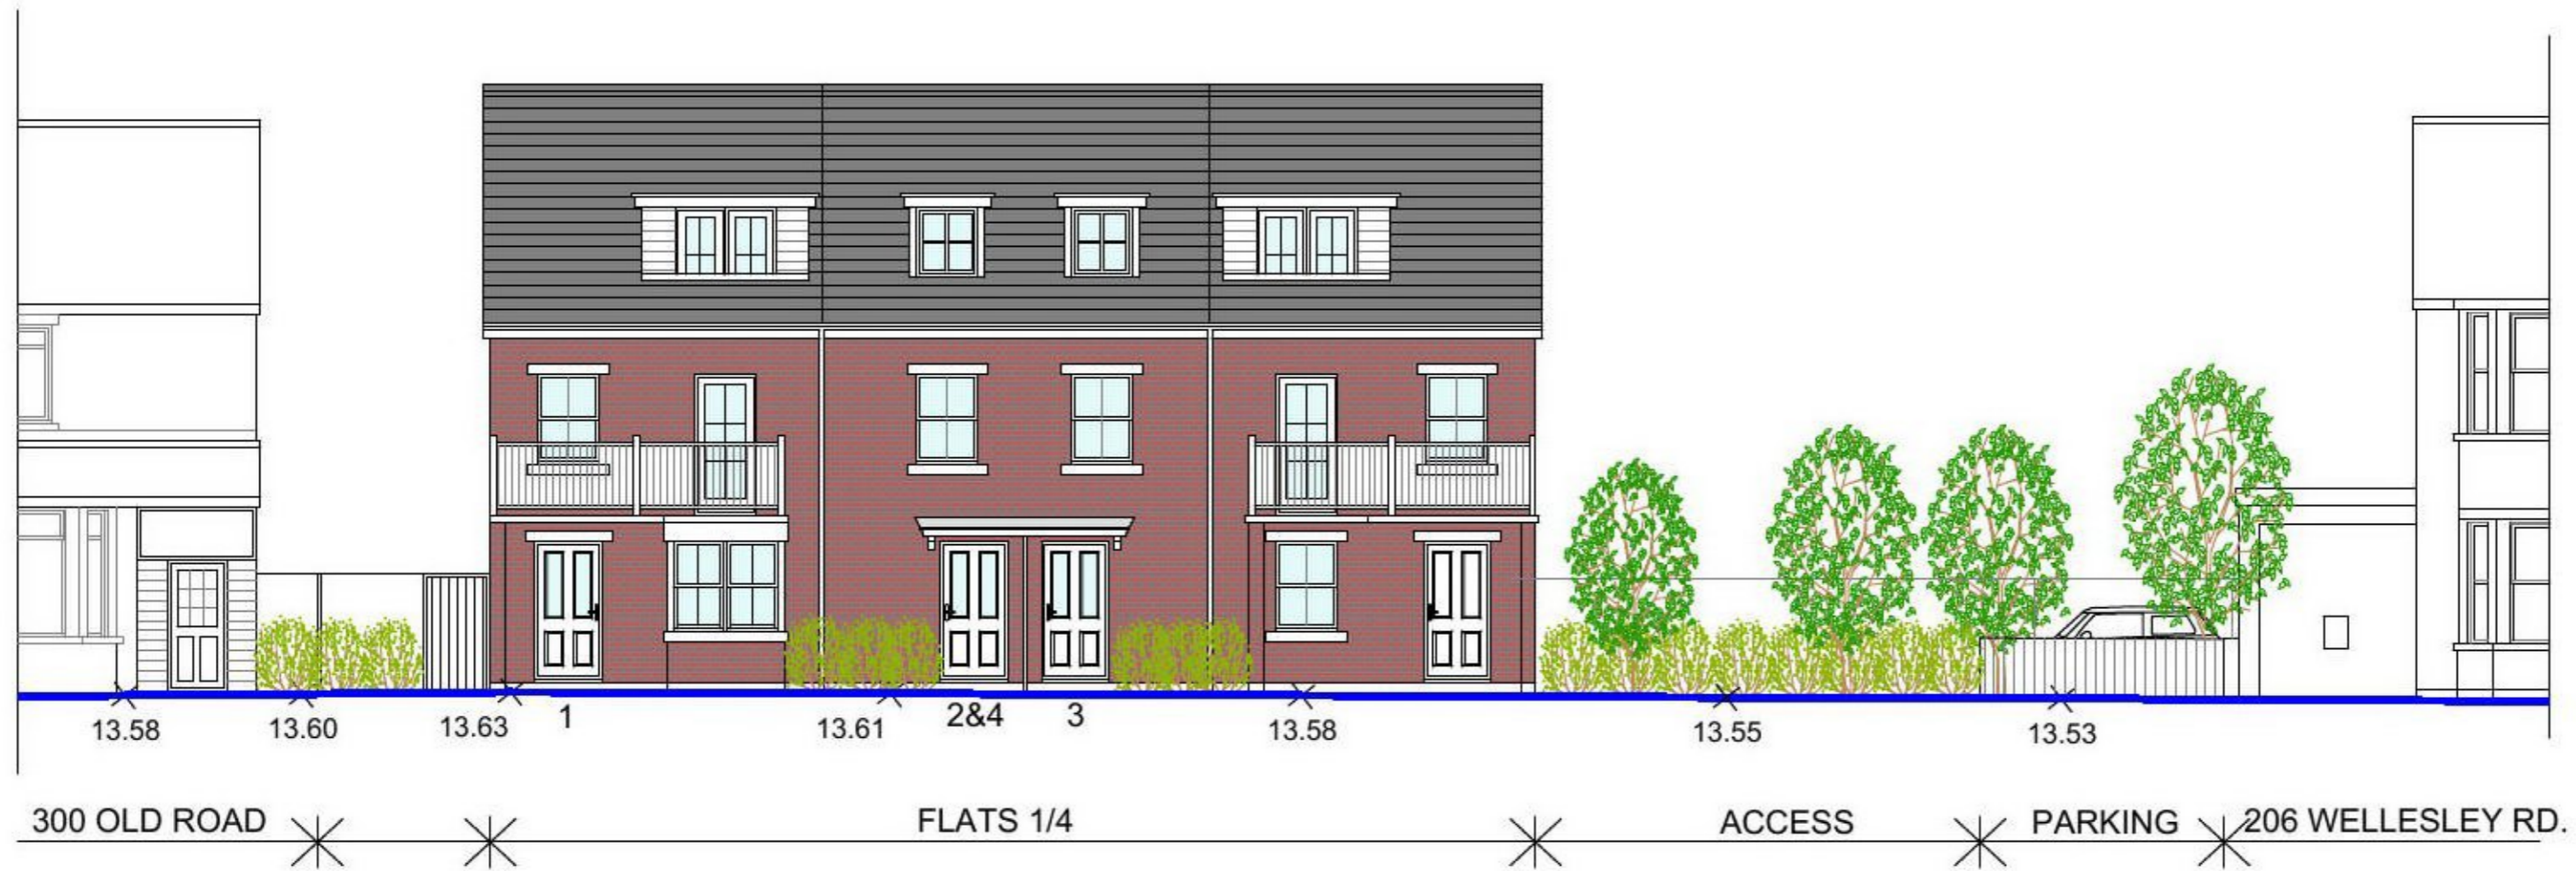 13.58
13.60
13.63
1
13.61
2&4
3
13.58
13.55
13.53
300 OLD ROAD
FLATS 1/4
ACCESS
PARKING
206 WELLESLEY RD.